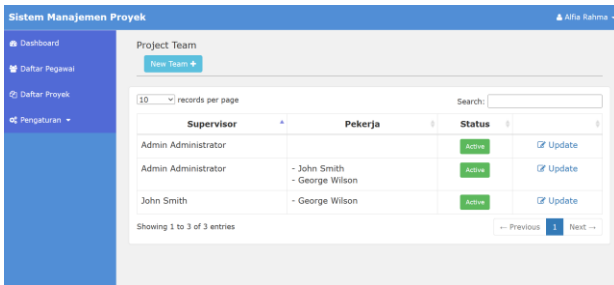 Sistem Manajemen Proyek
Alfia Rahma
Dashboard
Daftar Pegawai
Daftar Proyek
Pengaturan
Project Team
New Team
10 records per page
Search:
Supervisor Pekerja Status
Admin Administrator Active Update
Admin Administrator - John Smith Active Update
- George Wilson
John Smith - George Wilson Active Update
Showing 1 to 3 of 3 entries
← Previous 1 Next →